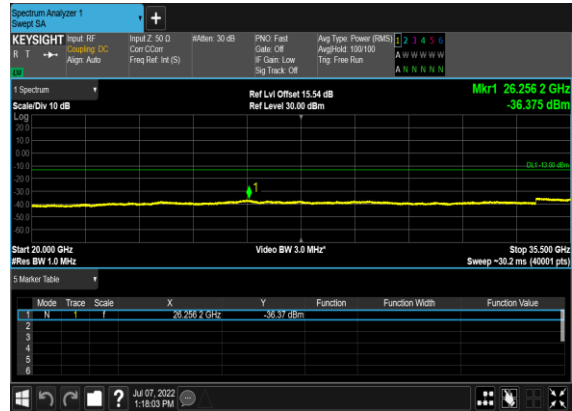 Spectrum Analyzer 1
Swept SA
+
KEYSIGHT Input: RF Input Z: 50 Ω #Atten: 30 dB PNO: Fast Avg Type: Power (RMS) 1 2 3 4 5 6
R T Coupling: DC Corr CCorr Gate: Off Avg|Hold: 100/100 A W W W W W
Align: Auto Freq Ref: Int (S) IF Gain: Low Trig: Free Run
LXI Sig Track: Off A N N N N N
1 Spectrum Ref Lvl Offset 15.54 dB Mkr1 26.256 2 GHz
Scale/Div 10 dB Ref Level 30.00 dBm -36.375 dBm
Log
20.0
10.0
0.00
-10.0
DL1 -13.00 dBm
-20.0
-30.0
1
-40.0
-50.0
-60.0
Start 20.000 GHz Video BW 3.0 MHz* Stop 35.500 GHz
#Res BW 1.0 MHz Sweep ~30.2 ms (40001 pts)
5 Marker Table
Mode Trace Scale X Y Function Function Width Function Value
1 N 1 f 26.256 2 GHz -36.37 dBm
2
3
4
5
6
? Jul 07, 2022
1:18:03 PM